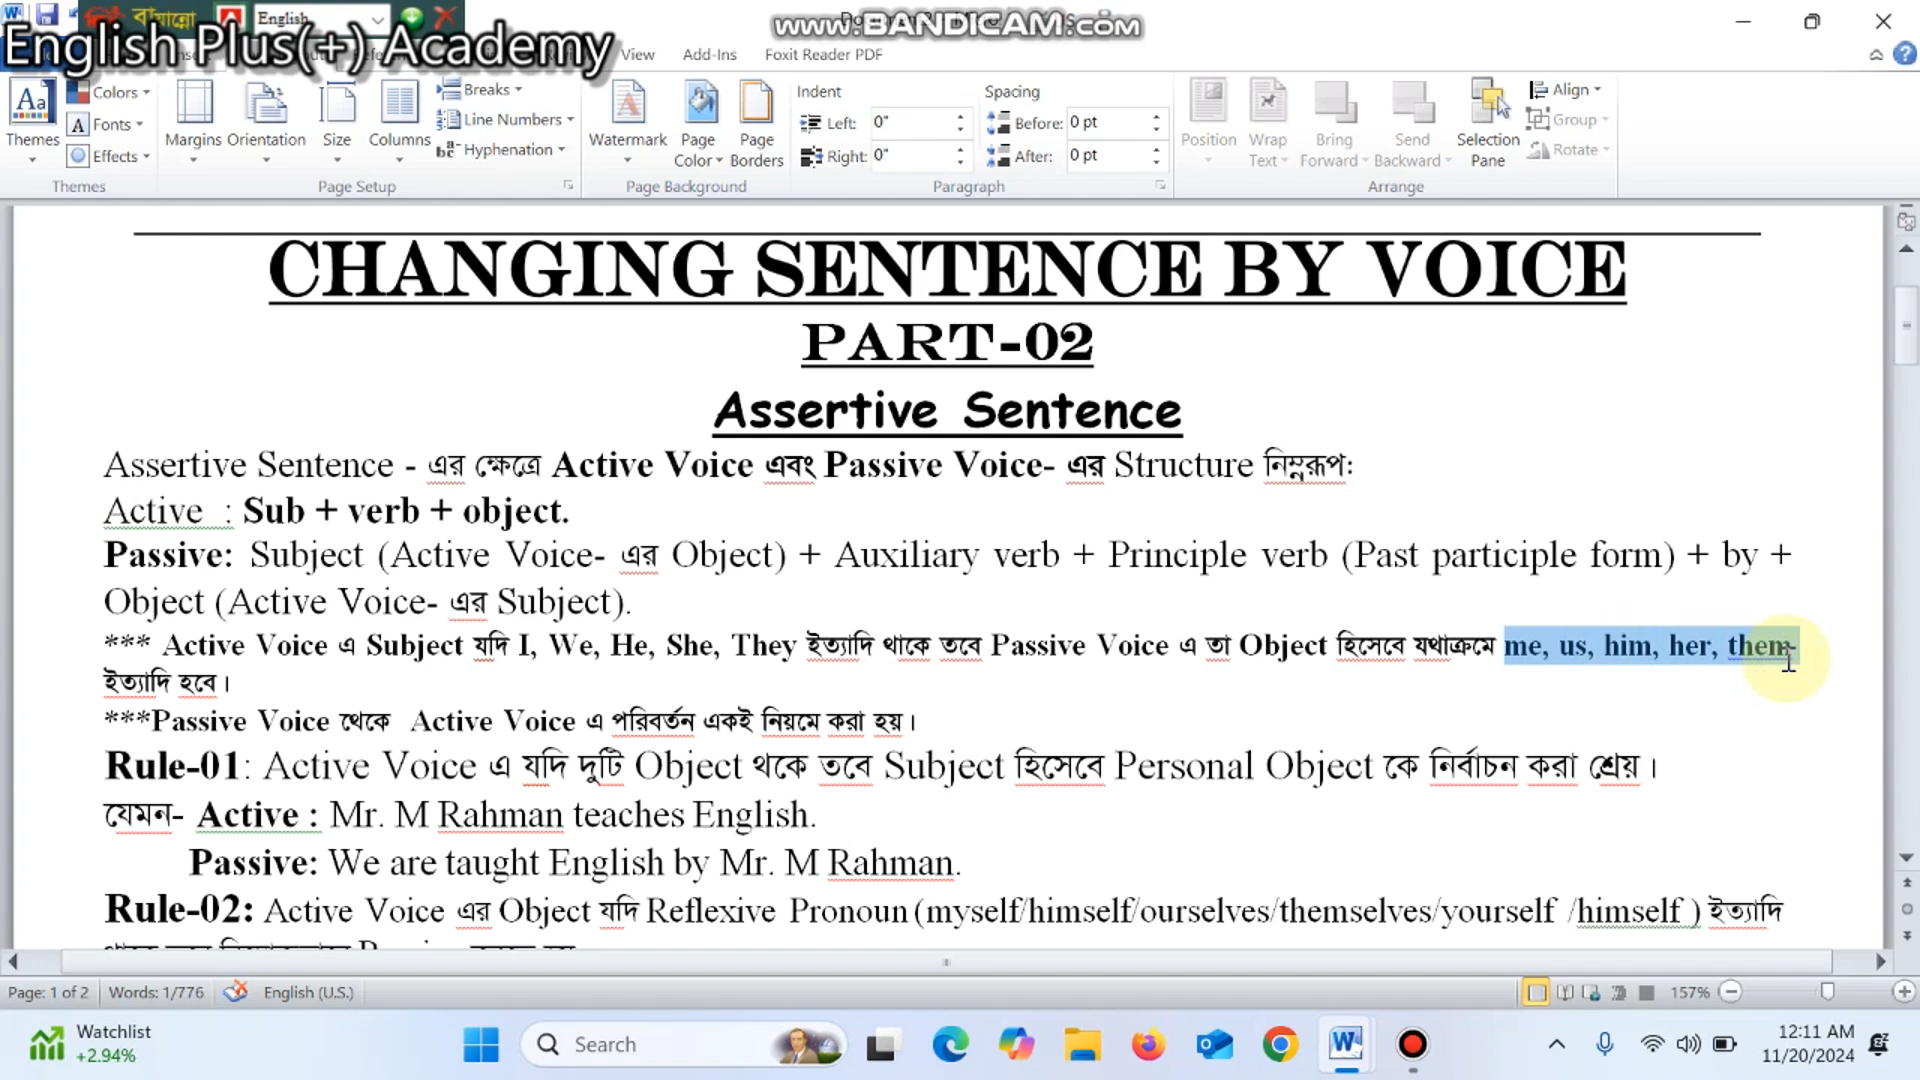 বায়ান্নো
English
www.BANDICAM.com
English Plus(+) Academy
View
Add-Ins
Foxit Reader PDF
Themes
Colors
Fonts
Effects
Themes
Margins
Orientation
Size
Columns
Breaks
Line Numbers
Hyphenation
Page Setup
Watermark
Page Color
Page Borders
Page Background
Indent
Left: 0"
Right: 0"
Spacing
Before: 0 pt
After: 0 pt
Paragraph
Position
Wrap Text
Bring Forward
Send Backward
Selection Pane
Align
Group
Rotate
Arrange
CHANGING SENTENCE BY VOICE
PART-02
Assertive Sentence
Assertive Sentence - এর ক্ষেত্রে Active Voice এবং Passive Voice- এর Structure নিম্নরূপঃ
Active : Sub + verb + object.
Passive: Subject (Active Voice- এর Object) + Auxiliary verb + Principle verb (Past participle form) + by +
Object (Active Voice- এর Subject).
*** Active Voice এ Subject যদি I, We, He, She, They ইত্যাদি থাকে তবে Passive Voice এ তা Object হিসেবে যথাক্রমে me, us, him, her, them-
ইত্যাদি হবে।
***Passive Voice থেকে Active Voice এ পরিবর্তন একই নিয়মে করা হয়।
Rule-01: Active Voice এ যদি দুটি Object থকে তবে Subject হিসেবে Personal Object কে নির্বাচন করা শ্রেয়।
যেমন- Active : Mr. M Rahman teaches English.
Passive: We are taught English by Mr. M Rahman.
Rule-02: Active Voice এর Object যদি Reflexive Pronoun(myself/himself/ourselves/themselves/yourself /himself ) ইত্যাদি
Page: 1 of 2
Words: 1/776
English (U.S.)
157%
Watchlist
+2.94%
Search
12:11 AM
11/20/2024